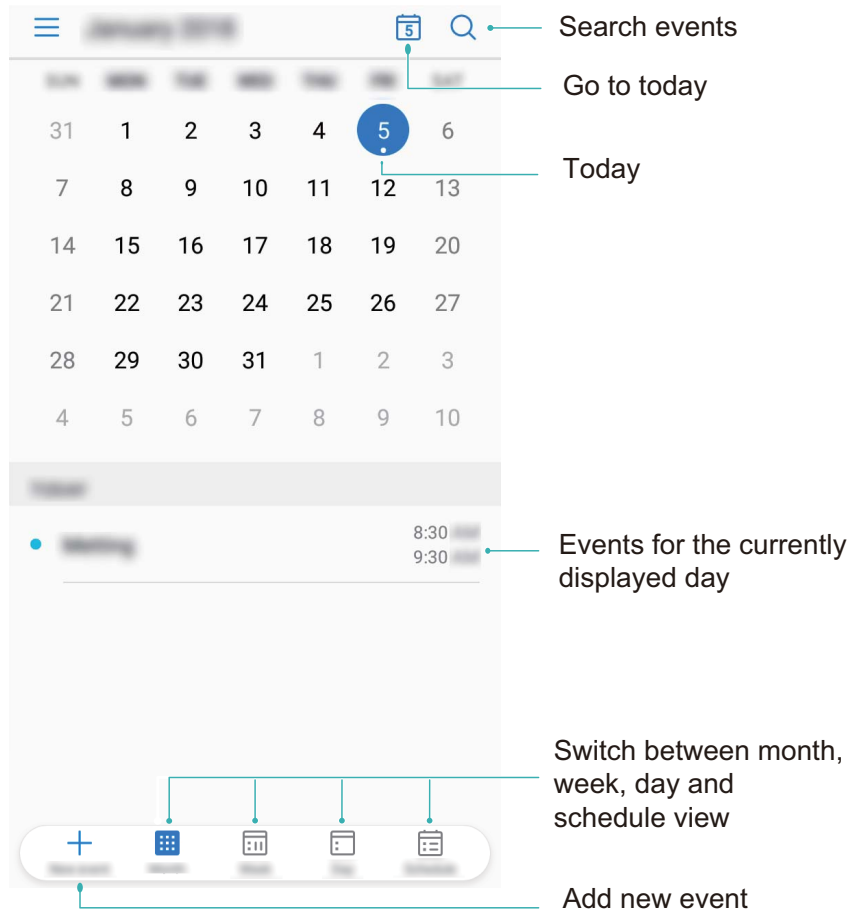 5
Search events
Go to today
31 1 2 3 4 5 6
Today
7 8 9 10 11 12 13
14 15 16 17 18 19 20
21 22 23 24 25 26 27
28 29 30 31 1 2 3
4 5 6 7 8 9 10
8:30
9:30
Events for the currently
displayed day
Switch between month,
week, day and
schedule view
Add new event